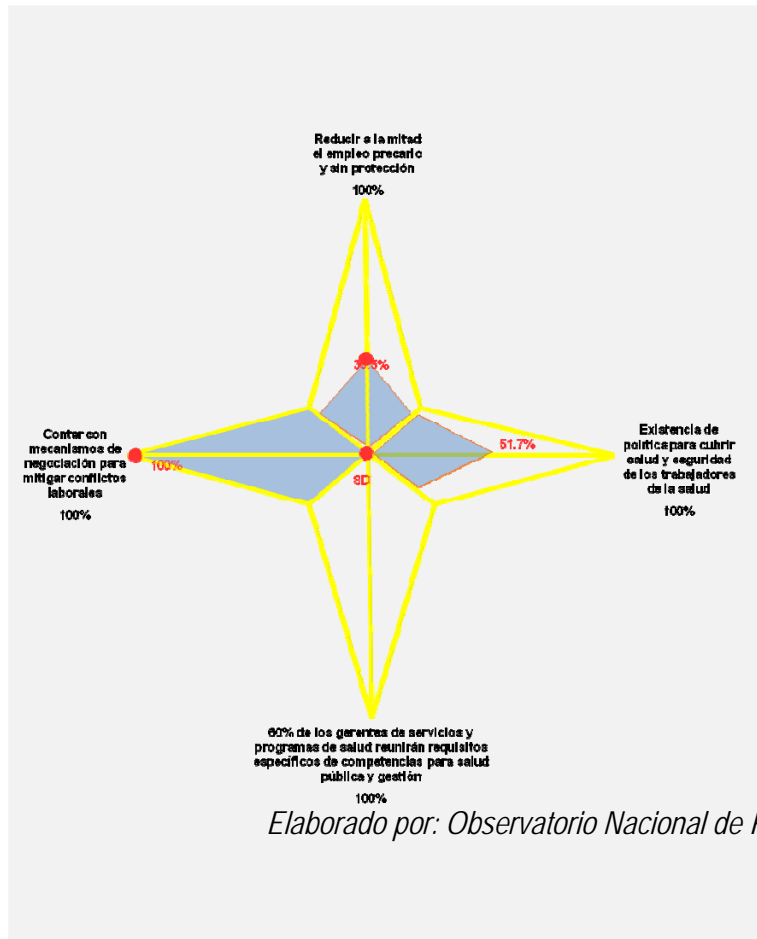 Reducir a la mitad
el empleo precario
y sin protección
100%
51.7%
Existencia de
política para cubrir
salud y seguridad
de los trabajadores
de la salud
100%
Contar con
mecanismos de
negociación para
mitigar conflictos
laborales
100%
100%
SD
60% de los gerentes de servicios y
programas de salud reunirán requisitos
específicos de competencias para salud
pública y gestión
100%
Elaborado por: Observatorio Nacional de